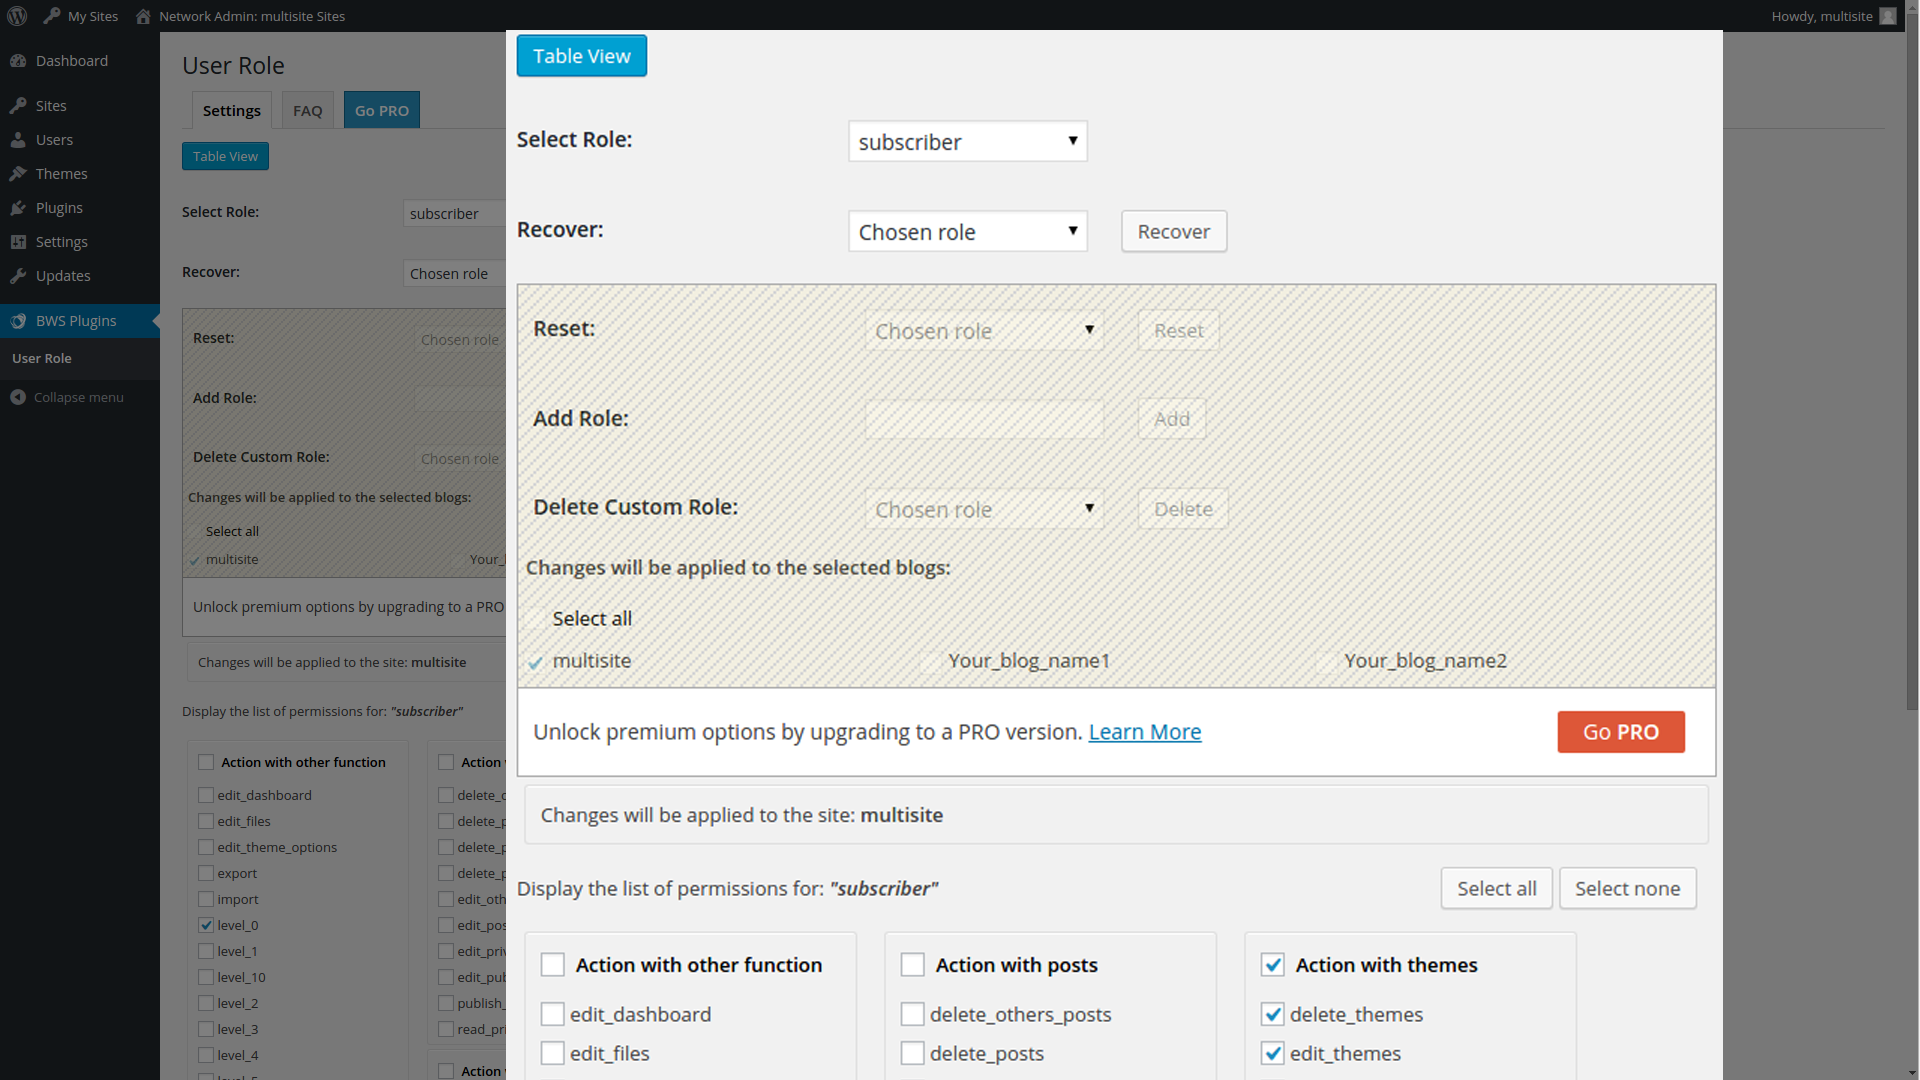 My Sites
Network Admin: multisite Sites
Howdy, multisite
Dashboard
Sites
Users
Themes
Plugins
Settings
Updates
BWS Plugins
User Role
Collapse menu
User Role
Settings
FAQ
Go PRO
Table View
Select Role:
subscriber
Recover:
Chosen role
Reset:
Chosen role
Add Role:
Delete Custom Role:
Chosen role
Changes will be applied to the selected blogs:
Select all
multisite
Your_
Unlock premium options by upgrading to a PRO
Changes will be applied to the site: multisite
Display the list of permissions for: "subscriber"
Action with other function
edit_dashboard
edit_files
edit_theme_options
export
import
level_0
level_1
level_10
level_2
level_3
level_4
Action
delete_
delete_p
delete_p
delete_p
edit_oth
edit_pos
edit_priv
edit_pub
publish_
read_pri
Action
Table View
Select Role:
subscriber
Recover:
Chosen role
Recover
Reset:
Chosen role
Reset
Add Role:
Add
Delete Custom Role:
Chosen role
Delete
Changes will be applied to the selected blogs:
Select all
multisite
Your_blog_name1
Your_blog_name2
Unlock premium options by upgrading to a PRO version. Learn More
Go PRO
Changes will be applied to the site: multisite
Display the list of permissions for: "subscriber"
Select all
Select none
Action with other function
edit_dashboard
edit_files
Action with posts
delete_others_posts
delete_posts
Action with themes
delete_themes
edit_themes